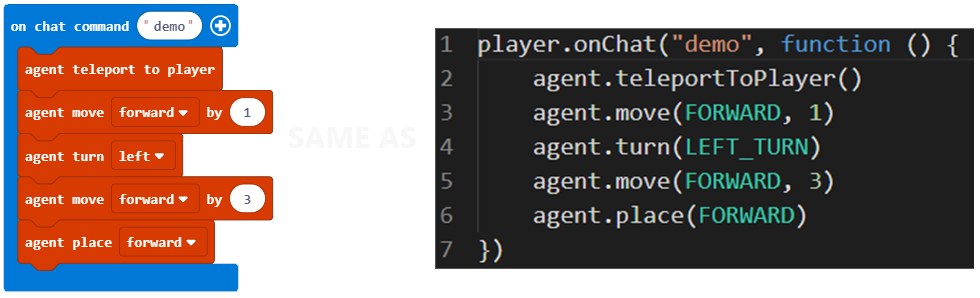 on chat command "demo"
agent teleport to player
agent move forward by 1
agent turn left
agent move forward by 3
agent place forward
SAME AS
1 player.onChat("demo", function () {
2 agent.teleportToPlayer()
3 agent.move(FORWARD, 1)
4 agent.turn(LEFT_TURN)
5 agent.move(FORWARD, 3)
6 agent.place(FORWARD)
7 })